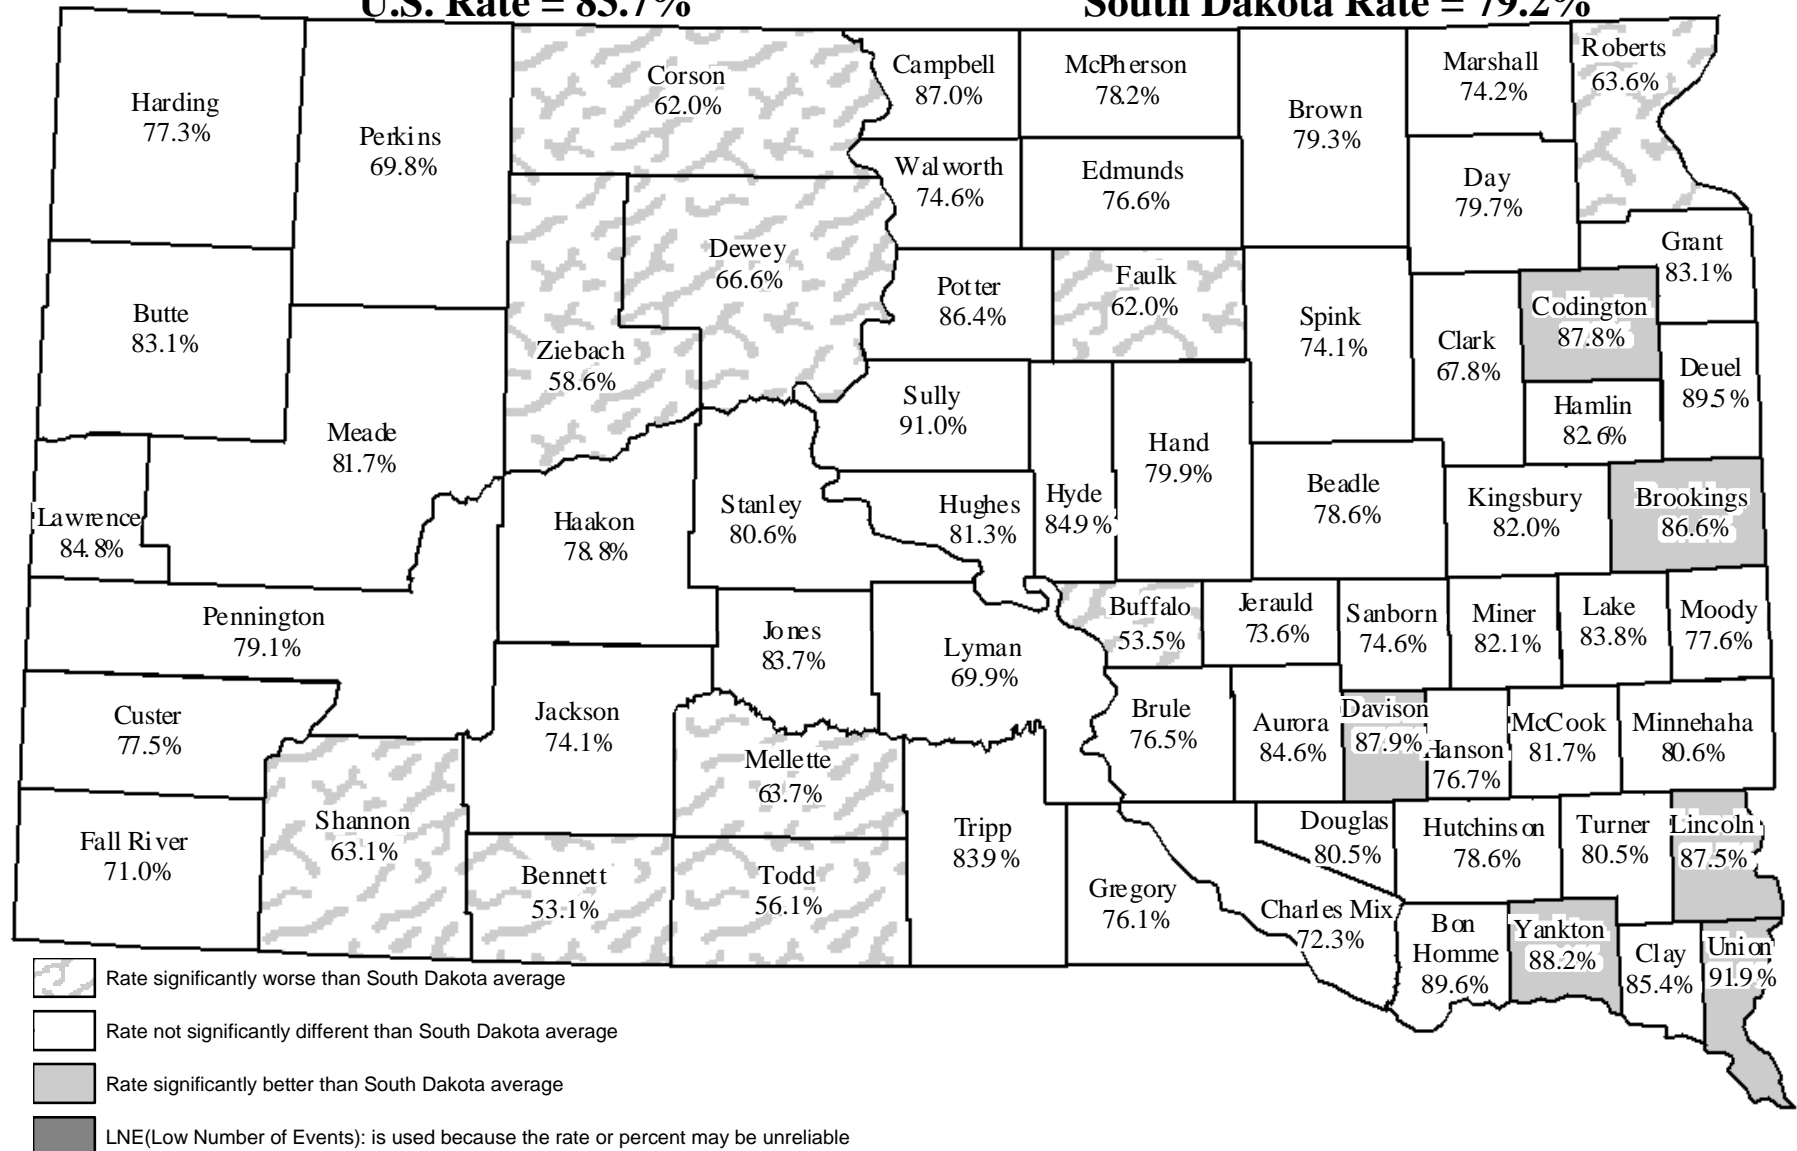 U.S. Rate = 83.7%
South Dakota Rate = 79.2%
Harding
77.3%
Perkins
69.8%
Corson
62.0%
Campbell
87.0%
McPherson
78.2%
Brown
79.3%
Marshall
74.2%
Roberts
63.6%
Walworth
74.6%
Edmunds
76.6%
Day
79.7%
Butte
83.1%
Ziebach
58.6%
Dewey
66.6%
Potter
86.4%
Faulk
62.0%
Spink
74.1%
Clark
67.8%
Codington
87.8%
Grant
83.1%
Deuel
89.5%
Hamlin
82.6%
Meade
81.7%
Sully
91.0%
Lawrence
84.8%
Haakon
78.8%
Stanley
80.6%
Hughes
81.3%
Hyde
84.9%
Hand
79.9%
Beadle
78.6%
Kingsbury
82.0%
Brookings
86.6%
Pennington
79.1%
Jones
83.7%
Lyman
69.9%
Buffalo
53.5%
Jerauld
73.6%
Sanborn
74.6%
Miner
82.1%
Lake
83.8%
Moody
77.6%
Custer
77.5%
Jackson
74.1%
Mellette
63.7%
Brule
76.5%
Aurora
84.6%
Davison
87.9%
Hanson
76.7%
McCook
81.7%
Minnehaha
80.6%
Fall River
71.0%
Shannon
63.1%
Bennett
53.1%
Todd
56.1%
Tripp
83.9%
Gregory
76.1%
Charles Mix
72.3%
Douglas
80.5%
Hutchinson
78.6%
Turner
80.5%
Lincoln
87.5%
Bon
Homme
89.6%
Yankton
88.2%
Clay
85.4%
Union
91.9%
Rate significantly worse than South Dakota average
Rate not significantly different than South Dakota average
Rate significantly better than South Dakota average
LNE(Low Number of Events): is used because the rate or percent may be unreliable